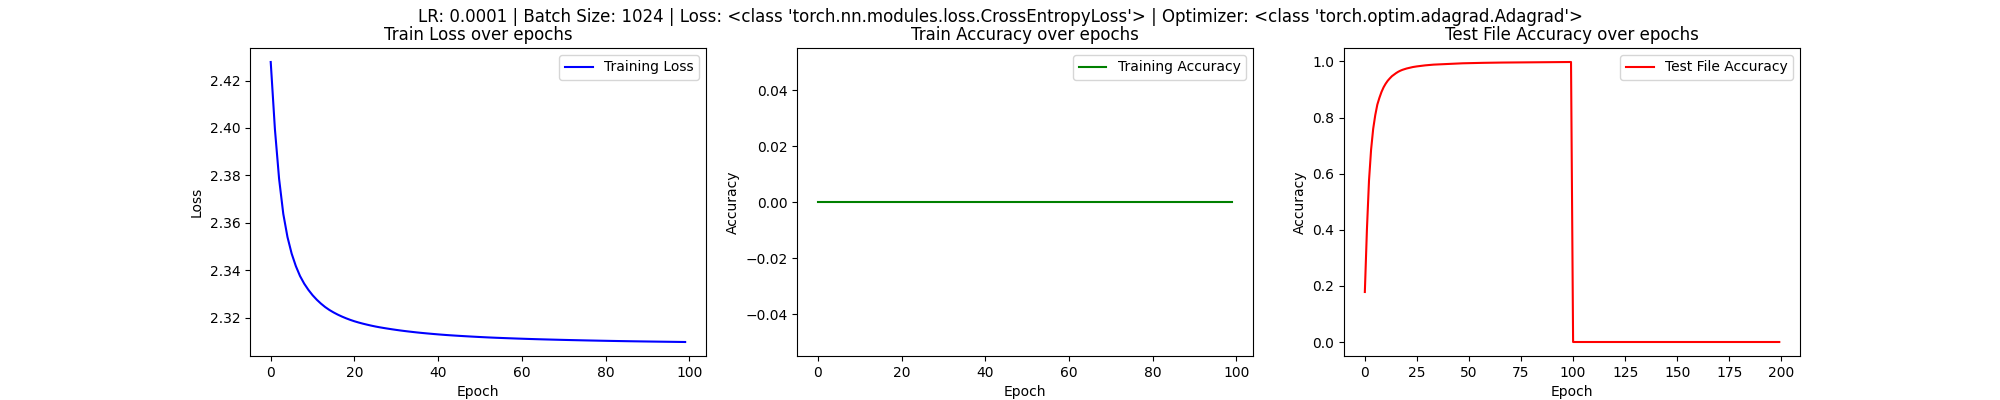 LR: 0.0001 | Batch Size: 1024 | Loss: <class 'torch.nn.modules.loss.CrossEntropyLoss'> | Optimizer: <class 'torch.optim.adagrad.Adagrad'>
Train Loss over epochs
Training Loss
2.42
2.40
2.38
2.36
2.34
2.32
Loss
0 20 40 60 80 100
Epoch
Train Accuracy over epochs
Training Accuracy
0.04
0.02
0.00
−0.02
−0.04
Accuracy
0 20 40 60 80 100
Epoch
Test File Accuracy over epochs
Test File Accuracy
1.0
0.8
0.6
0.4
0.2
0.0
Accuracy
0 25 50 75 100 125 150 175 200
Epoch